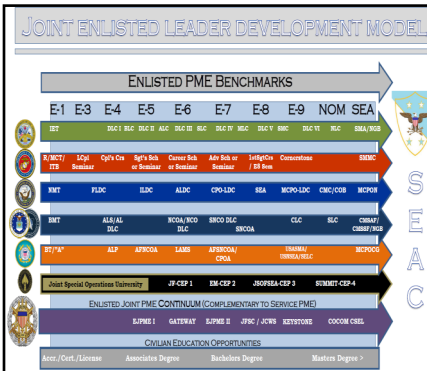 JOINT ENLISTED LEADER DEVELOPMENT MODEL
ENLISTED PME BENCHMARKS
E-1 E-3 E-4 E-5 E-6 E-7 E-8 E-9 NOM SEA
IET DLC I BLC DLC II ALC DLC III SLC DLC IV MLC DLC V SMC DLC VI NLC SMA/NGB
R/MCT/ITB LCpl Seminar Cpl's Crs Sgt's Sch or Seminar Career Sch or Seminar Adv Sch or Seminar 1stSgtCrs / E8 Sem Cornerstone SMMC
NMT FLDC ILDC ALDC CPO-LDC SEA MCPO-LDC CMC/COB MCPON
BMT ALS/AL DLC NCOA/NCO DLC SNCO DLC SNCOA CLC SLC CMSAF/CMSSF/NGB
BT/"A" ALP AFNCOA LAMS AFSNCOA/CPOA USASMA/USNSEA/SELC MCPOCG
Joint Special Operations University JF-CEP 1 EM-CEP 2 JSOFSEA-CEP 3 SUMMIT-CEP-4
ENLISTED JOINT PME CONTINUUM (COMPLEMENTARY TO SERVICE PME)
EJPME I GATEWAY EJPME II JFSC / JCWS KEYSTONE COCOM CSEL
CIVILIAN EDUCATION OPPORTUNITIES
Accr./Cert./License Associates Degree Bachelors Degree Masters Degree >
SEAC